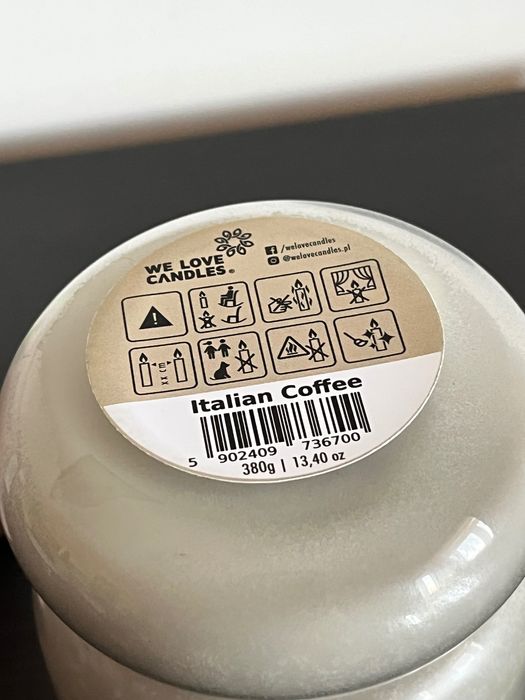 WE LOVE
CANDLES®
/welovecandles
@welovecandles.pl
Italian Coffee
5 902409 736700
380g | 13,40 oz